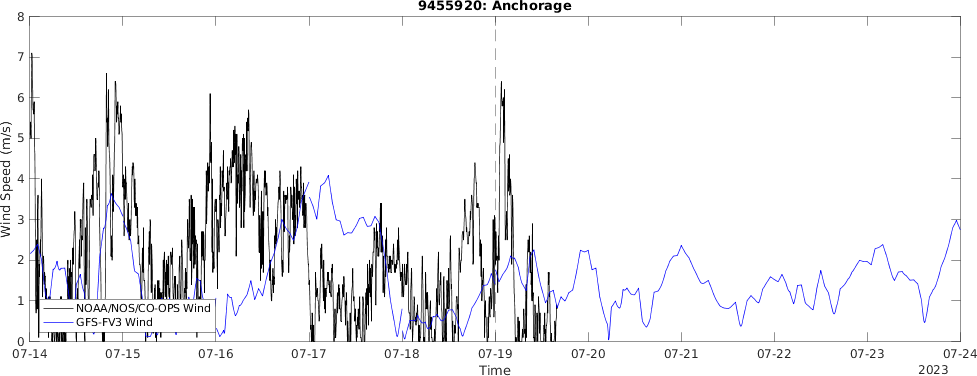 9455920: Anchorage
8
7
6
5
4
3
2
1
0
Wind Speed (m/s)
NOAA/NOS/CO-OPS Wind
GFS-FV3 Wind
07-14 07-15 07-16 07-17 07-18 07-19 07-20 07-21 07-22 07-23 07-24
Time
2023